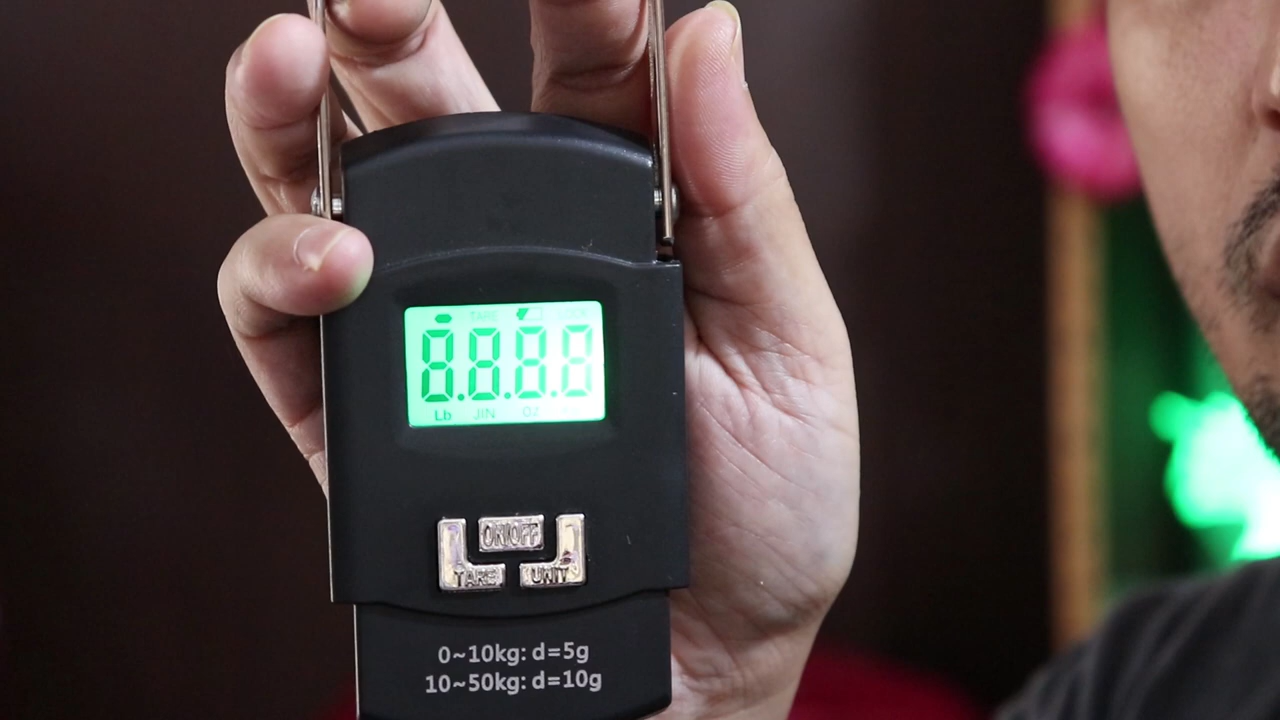 TARE LOCK
8.8.8.8
Lb JIN OZ
ON/OFF
TARE UNIT
0~10kg: d=5g
10~50kg: d=10g